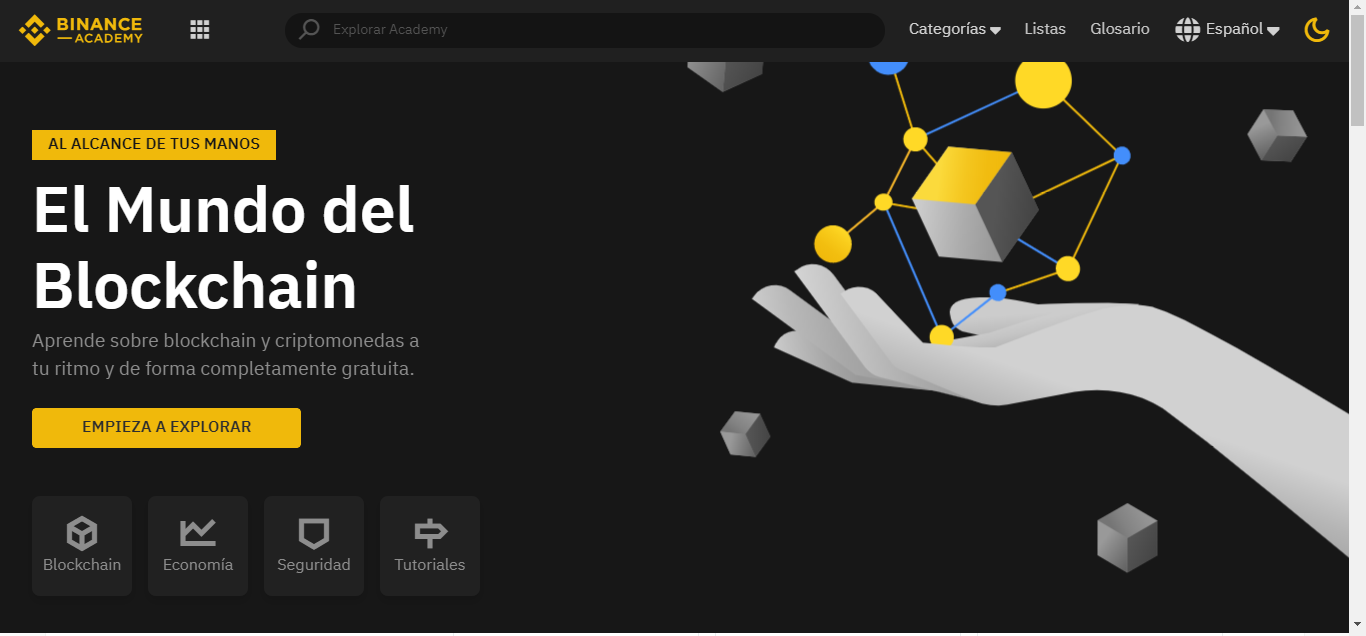 BINANCE
ACADEMY
Explorar Academy
Categorías
Listas
Glosario
Español
AL ALCANCE DE TUS MANOS
El Mundo del
Blockchain
Aprende sobre blockchain y criptomonedas a
tu ritmo y de forma completamente gratuita.
EMPIEZA A EXPLORAR
Blockchain
Economía
Seguridad
Tutoriales